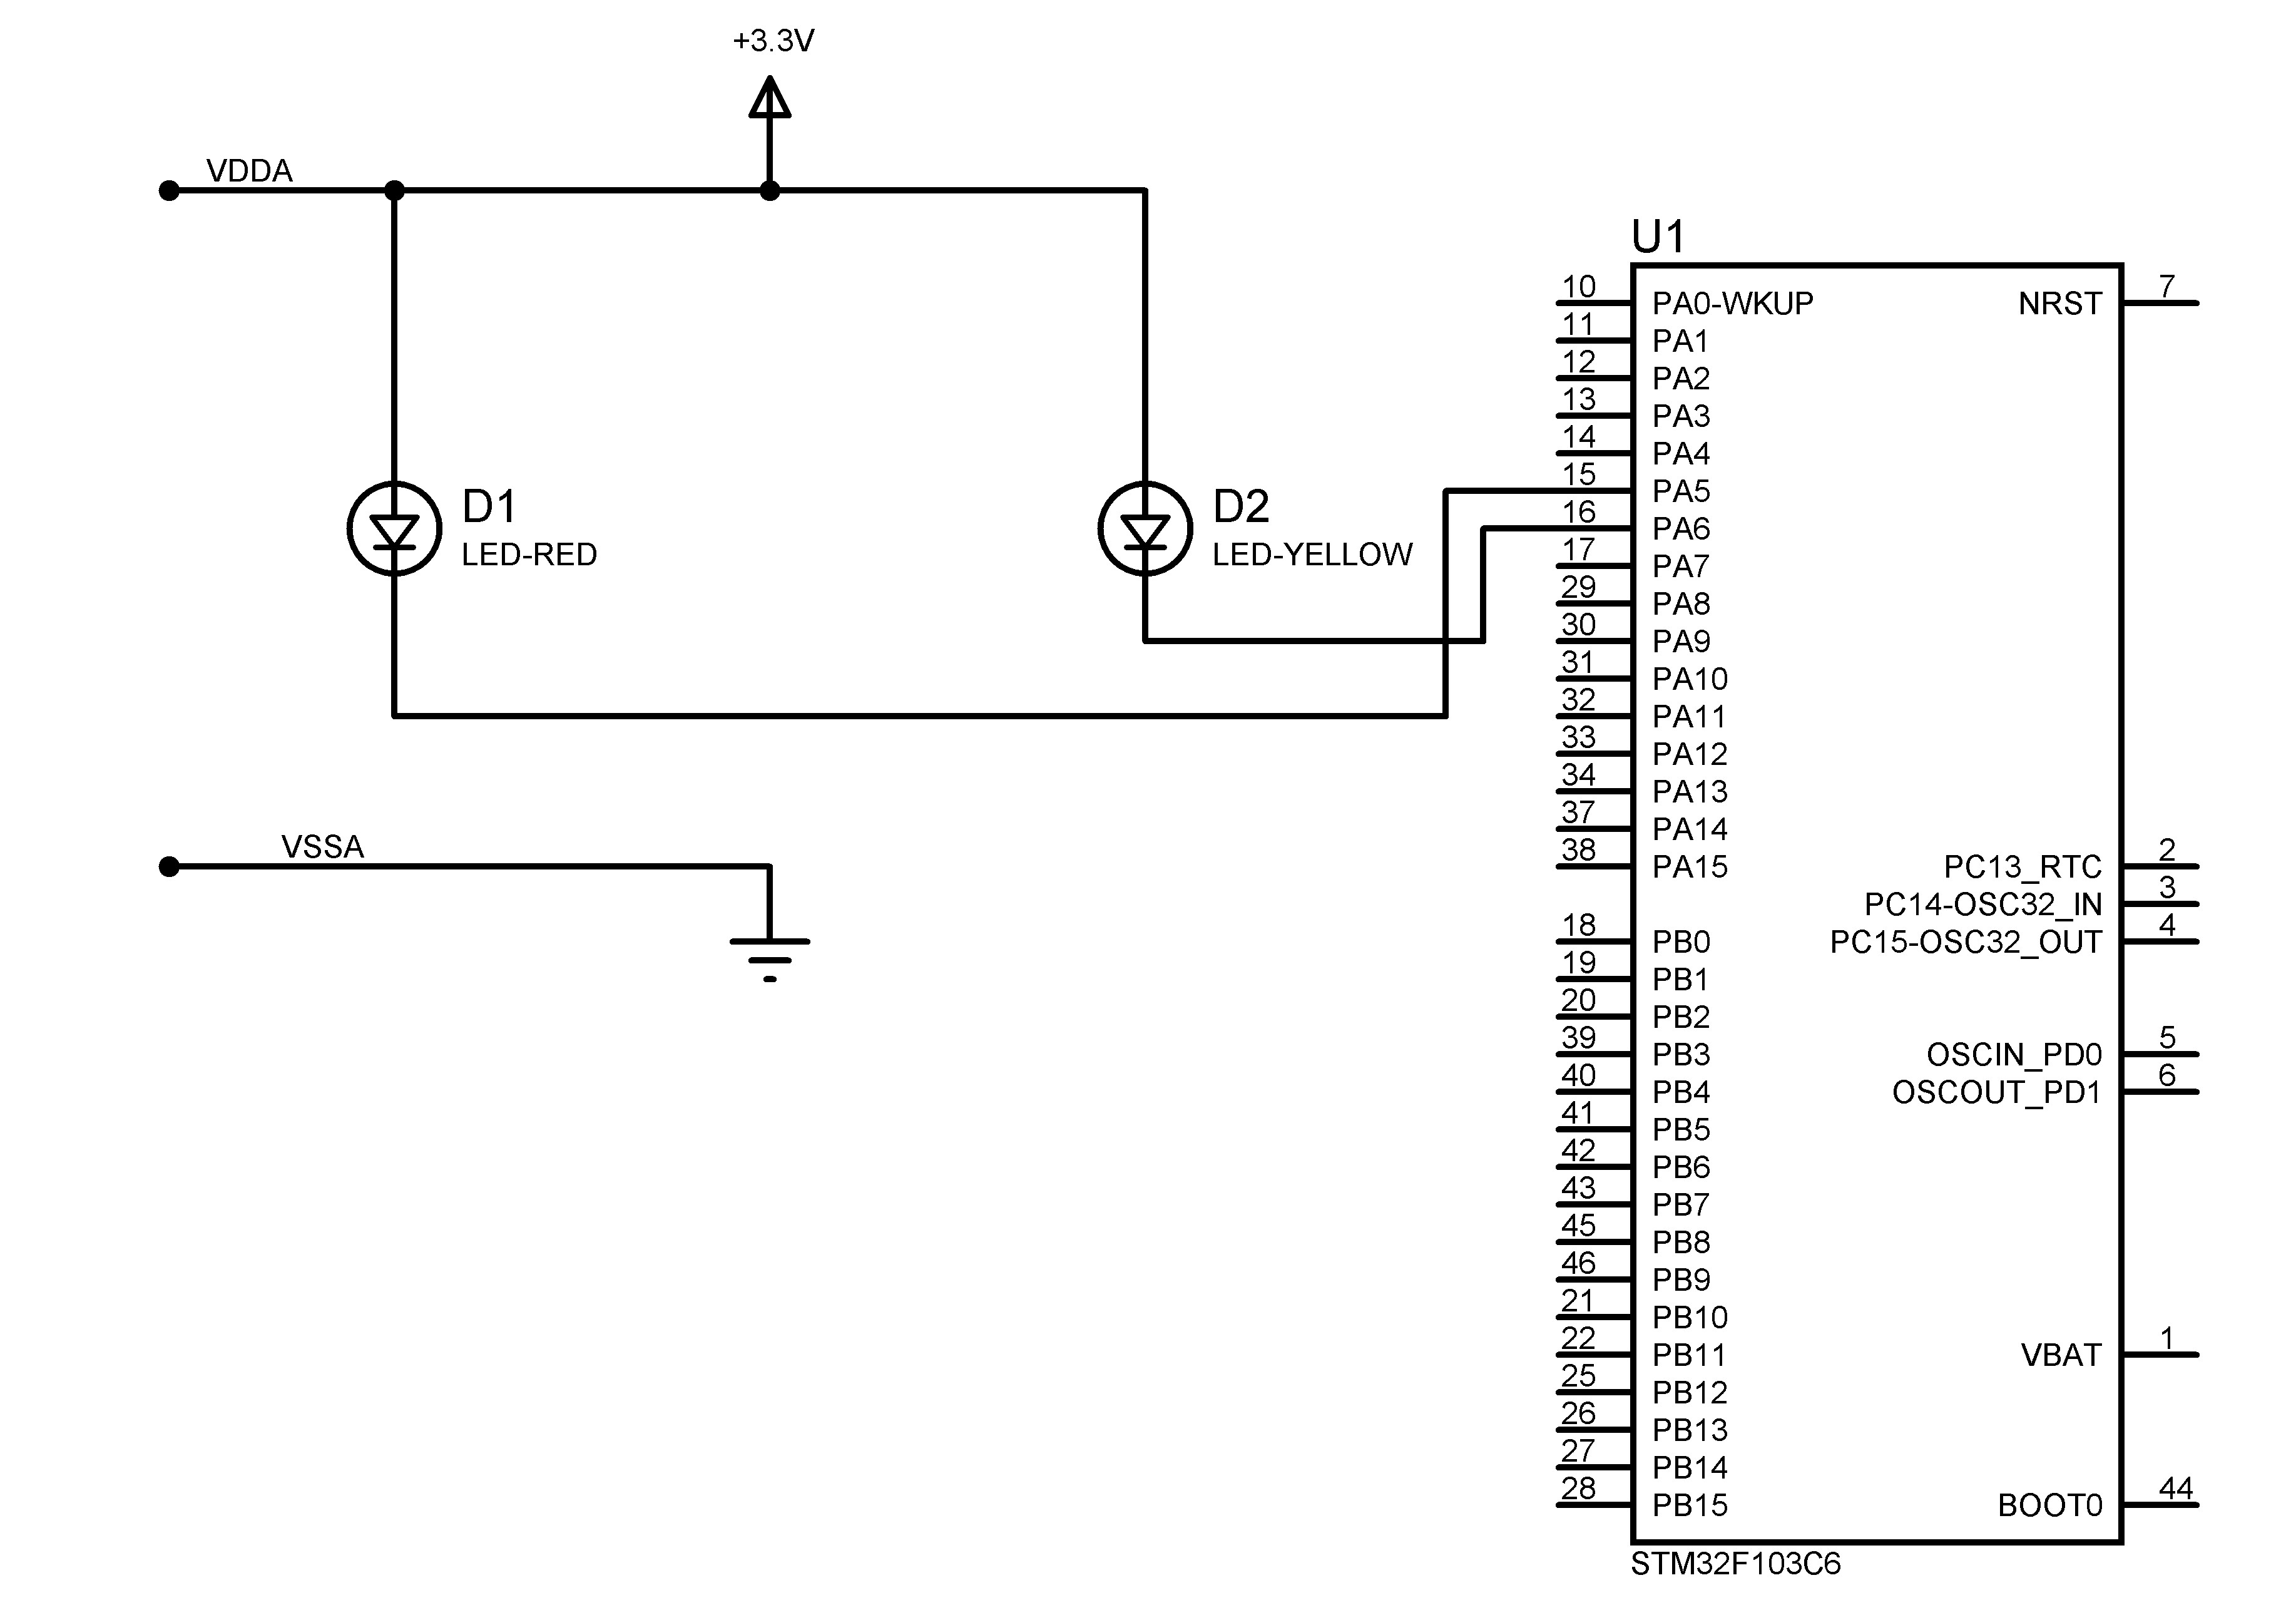 +3.3V
VDDA
D1
LED-RED
D2
LED-YELLOW
VSSA
U1
10 PA0-WKUP NRST 7
11 PA1
12 PA2
13 PA3
14 PA4
15 PA5
16 PA6
17 PA7
29 PA8
30 PA9
31 PA10
32 PA11
33 PA12
34 PA13
37 PA14
38 PA15 PC13_RTC 2
PC14-OSC32_IN 3
18 PB0 PC15-OSC32_OUT 4
19 PB1
20 PB2
39 PB3 OSCIN_PD0 5
40 PB4 OSCOUT_PD1 6
41 PB5
42 PB6
43 PB7
45 PB8
46 PB9
21 PB10
22 PB11 VBAT 1
25 PB12
26 PB13
27 PB14
28 PB15 BOOT0 44
STM32F103C6